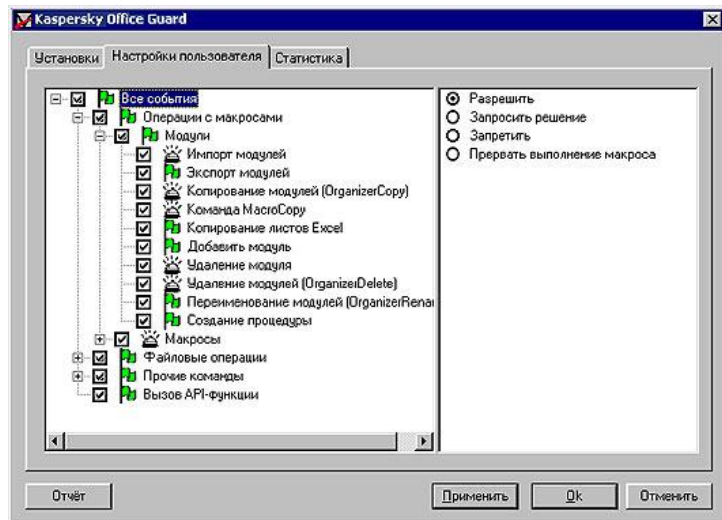 Kaspersky Office Guard
Установки Настройки пользователя Статистика
Все события
Операции с макросами
Модули
Импорт модулей
Экспорт модулей
Копирование модулей (OrganizerCopy)
Команда MacroCopy
Копирование листов Excel
Добавить модуль
Удаление модуля
Удаление модулей (OrganizerDelete)
Переименование модулей (OrganizerRena
Создание процедуры
Макросы
Файловые операции
Прочие команды
Вызов API-функции
Разрешить
Запросить решение
Запретить
Прервать выполнение макроса
Отчёт Применить Ok Отменить